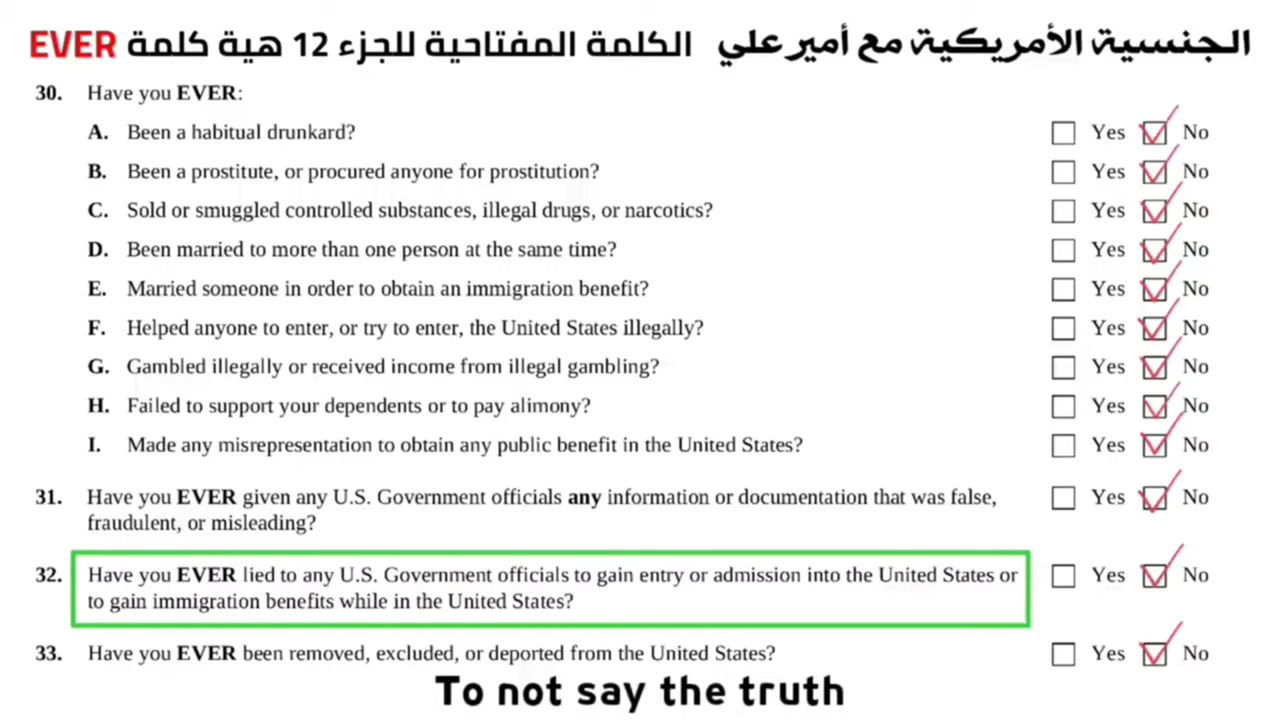 الجنسية الأمريكية مع أمير علي الكلمة المفتاحية للجزء 12 هية كلمة EVER
30. Have you EVER:
A. Been a habitual drunkard? Yes No
B. Been a prostitute, or procured anyone for prostitution? Yes No
C. Sold or smuggled controlled substances, illegal drugs, or narcotics? Yes No
D. Been married to more than one person at the same time? Yes No
E. Married someone in order to obtain an immigration benefit? Yes No
F. Helped anyone to enter, or try to enter, the United States illegally? Yes No
G. Gambled illegally or received income from illegal gambling? Yes No
H. Failed to support your dependents or to pay alimony? Yes No
I. Made any misrepresentation to obtain any public benefit in the United States? Yes No
31. Have you EVER given any U.S. Government officials any information or documentation that was false, Yes No
fraudulent, or misleading?
32. Have you EVER lied to any U.S. Government officials to gain entry or admission into the United States or Yes No
to gain immigration benefits while in the United States?
33. Have you EVER been removed, excluded, or deported from the United States? Yes No
To not say the truth